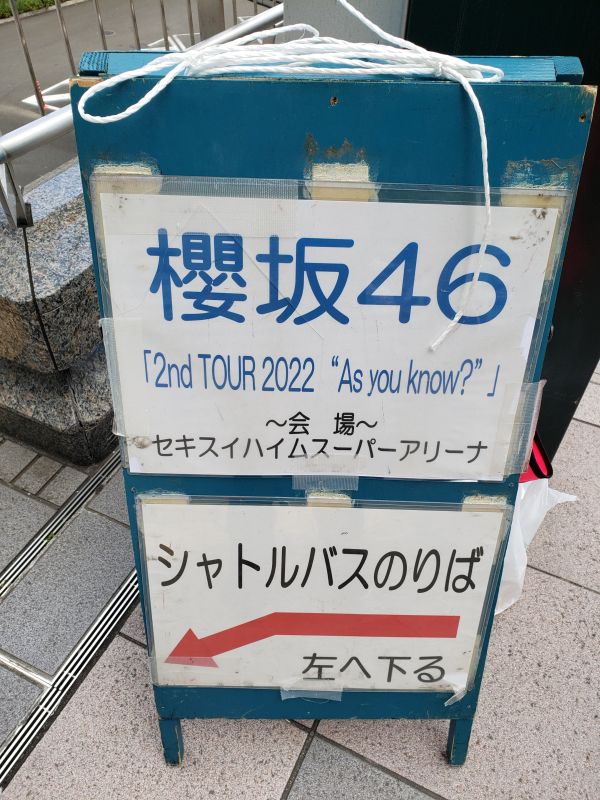 櫻坂46
「2nd TOUR 2022 “As you know?”」
～会 場～
セキスイハイムスーパーアリーナ
シャトルバスのりば
左へ下る